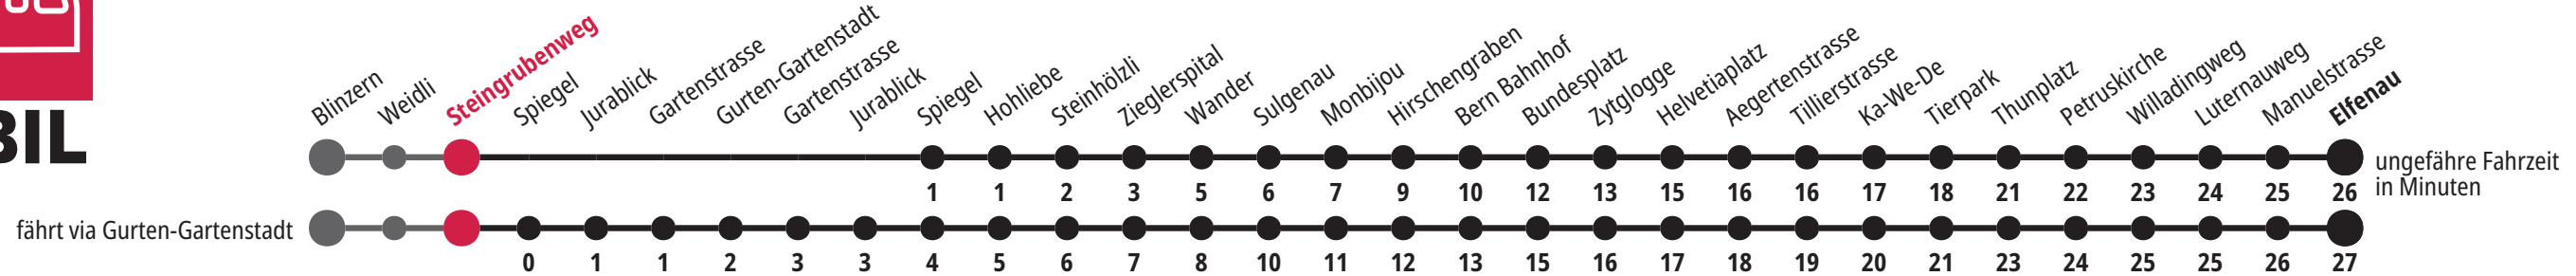 BIL
Blinzern
Weidli
Steingrubenweg
Spiegel
Jurablick
Gartenstrasse
Gurten-Gartenstadt
Gartenstrasse
Jurablick
Spiegel
Hohliebe
Steinhölzli
Zieglerspital
Wander
Sulgenau
Monbijou
Hirschengraben
Bern Bahnhof
Bundesplatz
Zytglogge
Helvetiaplatz
Aegertenstrasse
Tillierstrasse
Ka-We-De
Tierpark
Thunplatz
Petruskirche
Willadingweg
Luternauweg
Manuelstrasse
Elfenau
ungefähre Fahrzeit
in Minuten
1 1 2 3 5 6 7 9 10 12 13 15 16 16 17 18 21 22 23 24 25 26
fährt via Gurten-Gartenstadt
0 1 1 2 3 3 4 5 6 7 8 10 11 12 13 15 16 17 18 19 20 21 23 24 25 25 26 27